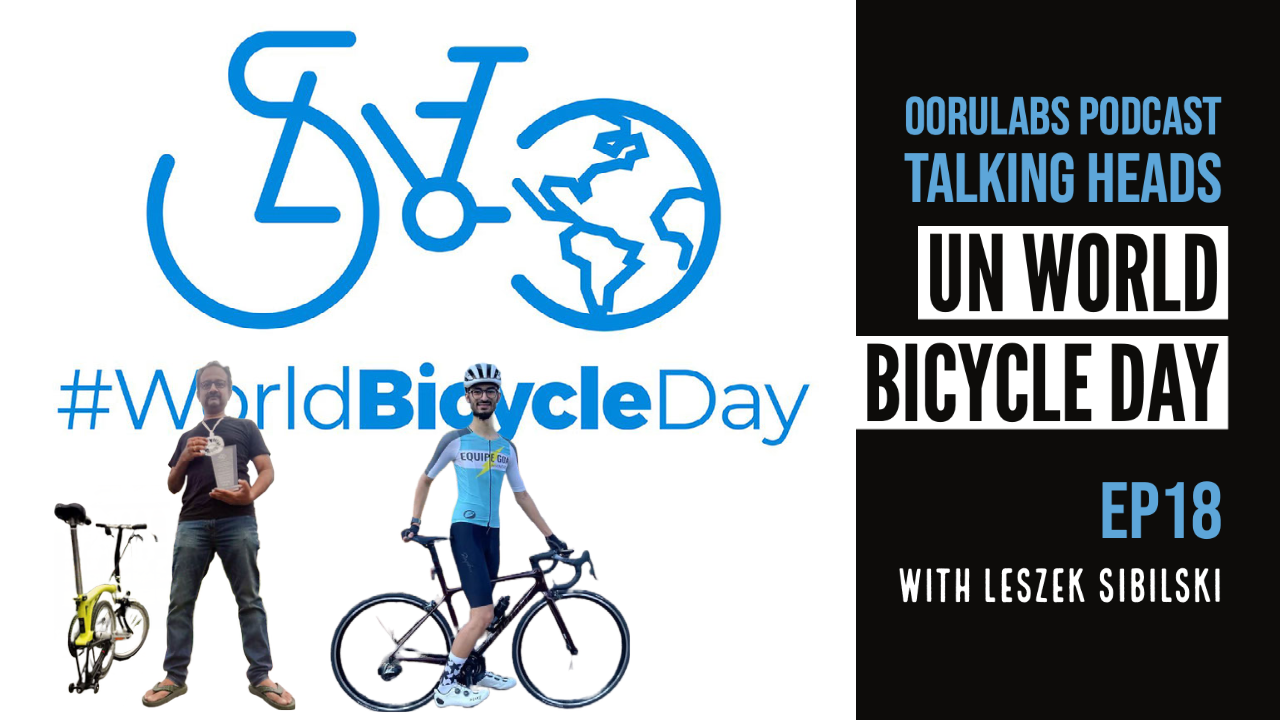 #WorldBicycleDay
EQUIPE GOA
OORULABS PODCAST
TALKING HEADS
UN WORLD
BICYCLE DAY
EP18
WITH LESZEK SIBILSKI